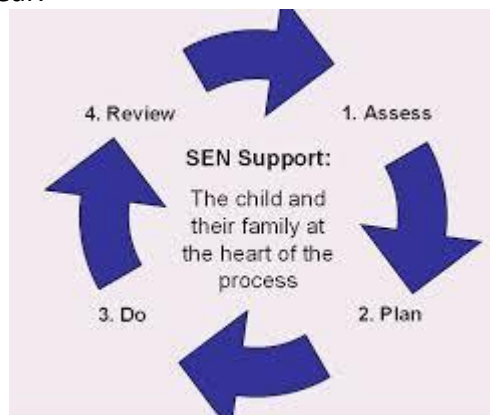 4. Review
1. Assess
SEN Support:
The child and
their family at
the heart of the
process
3. Do
2. Plan